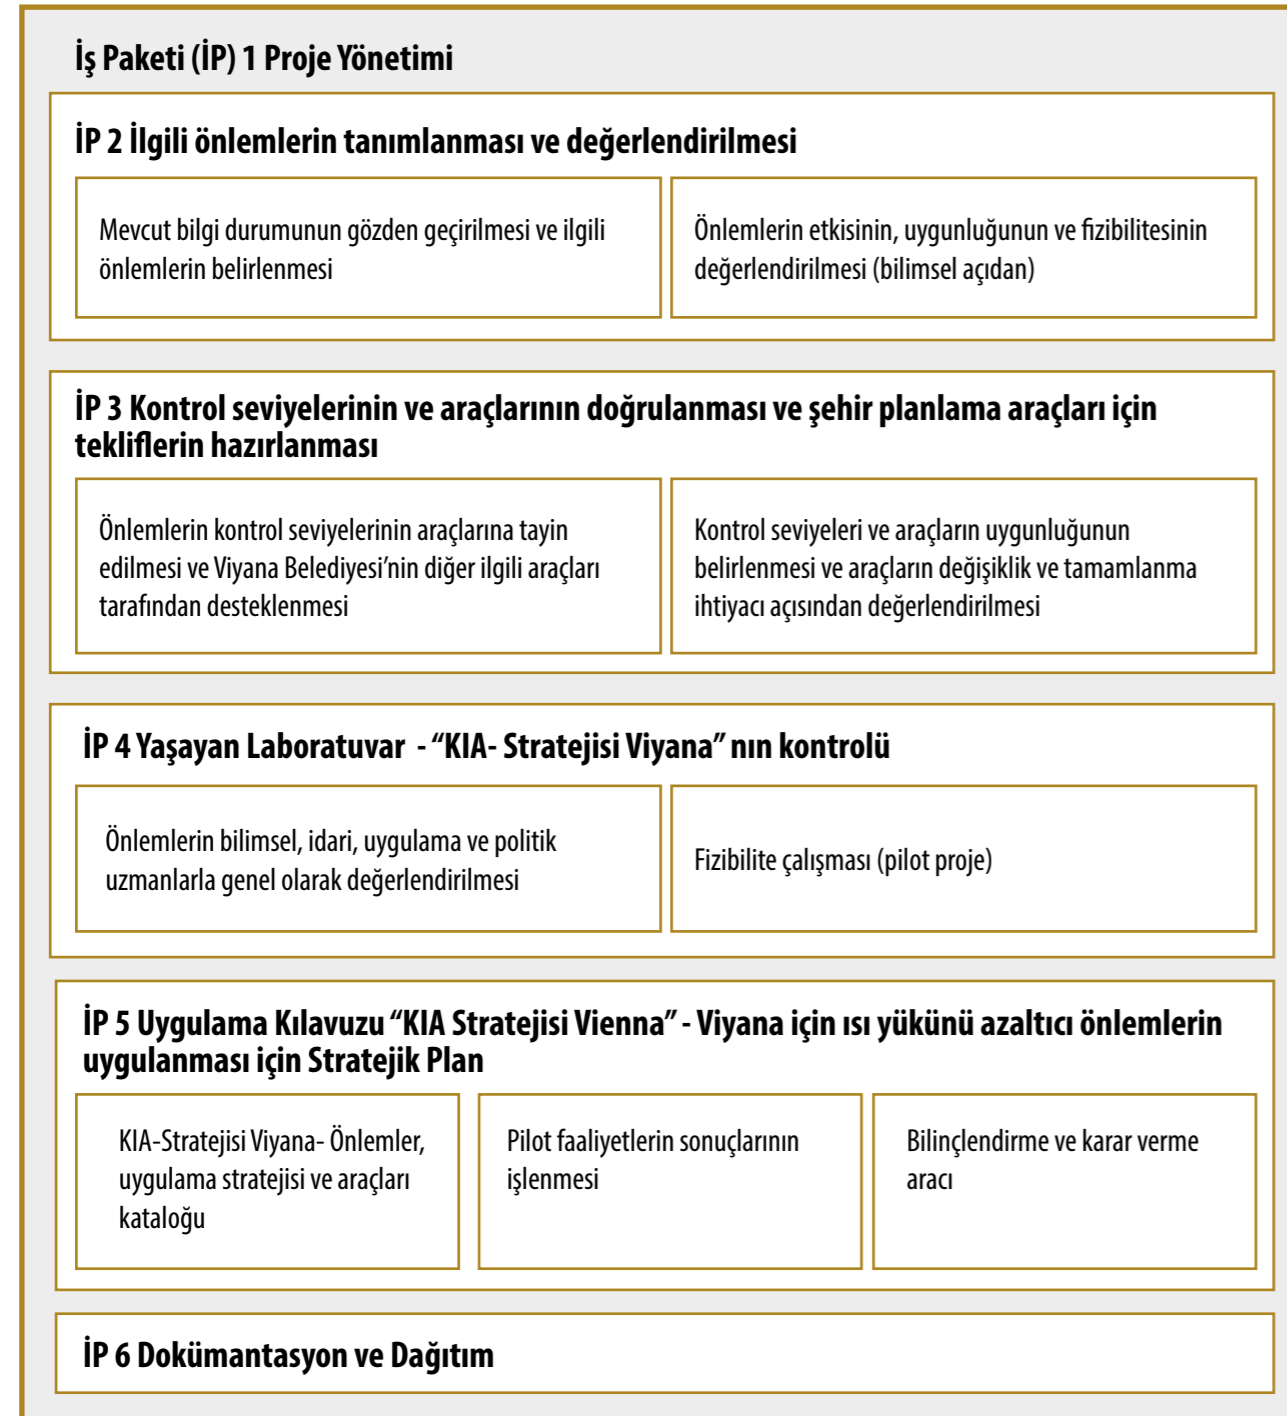 İş Paketi (İP) 1 Proje Yönetimi
İP 2 İlgili önlemlerin tanımlanması ve değerlendirilmesi
Mevcut bilgi durumunun gözden geçirilmesi ve ilgili
önlemlerin belirlenmesi
Önlemlerin etkisinin, uygunluğunun ve fizibilitesinin
değerlendirilmesi (bilimsel açıdan)
İP 3 Kontrol seviyelerinin ve araçlarının doğrulanması ve şehir planlama araçları için
tekliflerin hazırlanması
Önlemlerin kontrol seviyelerinin araçlarına tayin
edilmesi ve Viyana Belediyesi’nin diğer ilgili araçları
tarafından desteklenmesi
Kontrol seviyeleri ve araçların uygunluğunun
belirlenmesi ve araçların değişiklik ve tamamlanma
ihtiyacı açısından değerlendirilmesi
İP 4 Yaşayan Laboratuvar - “KIA- Stratejisi Viyana” nın kontrolü
Önlemlerin bilimsel, idari, uygulama ve politik
uzmanlarla genel olarak değerlendirilmesi
Fizibilite çalışması (pilot proje)
İP 5 Uygulama Kılavuzu “KIA Stratejisi Vienna” - Viyana için ısı yükünü azaltıcı önlemlerin
uygulanması için Stratejik Plan
KIA-Stratejisi Viyana- Önlemler,
uygulama stratejisi ve araçları
kataloğu
Pilot faaliyetlerin sonuçlarının
işlenmesi
Bilinçlendirme ve karar verme
aracı
İP 6 Dokümantasyon ve Dağıtım